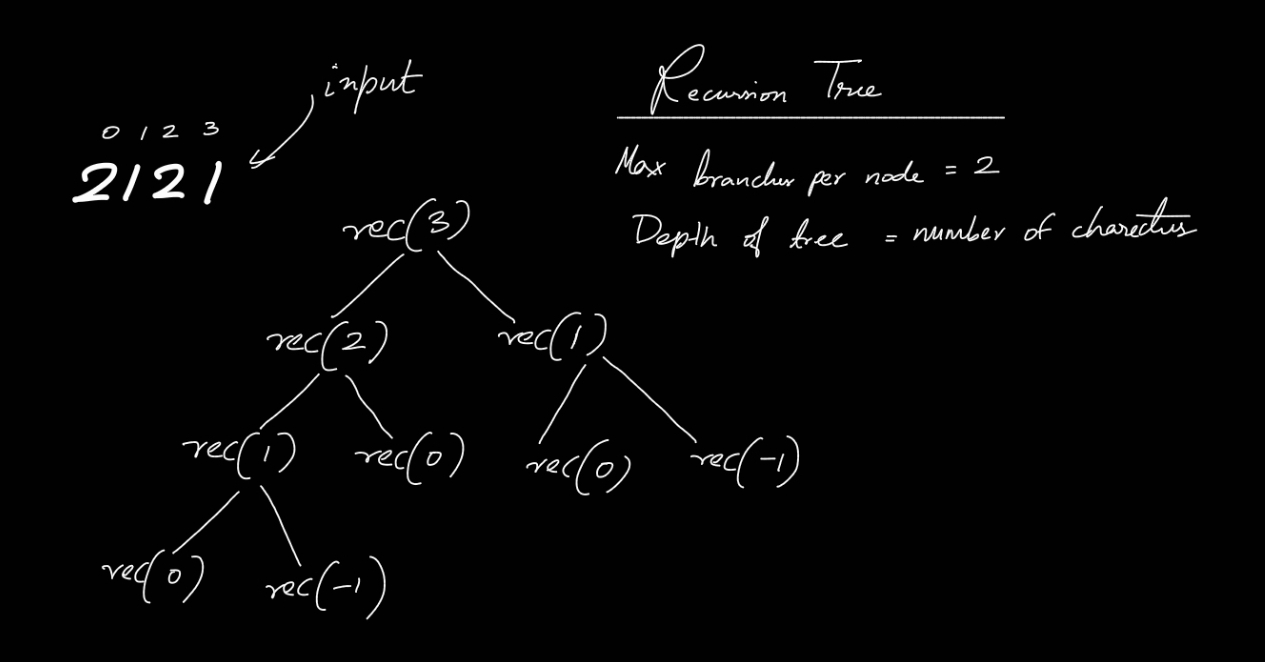 input
Recursion Tree
0 1 2 3
2121
Max branches per node = 2
rec(3)
Depth of tree = number of charecters
rec(2) rec(1)
rec(1) rec(0) rec(0) rec(-1)
rec(0) rec(-1)